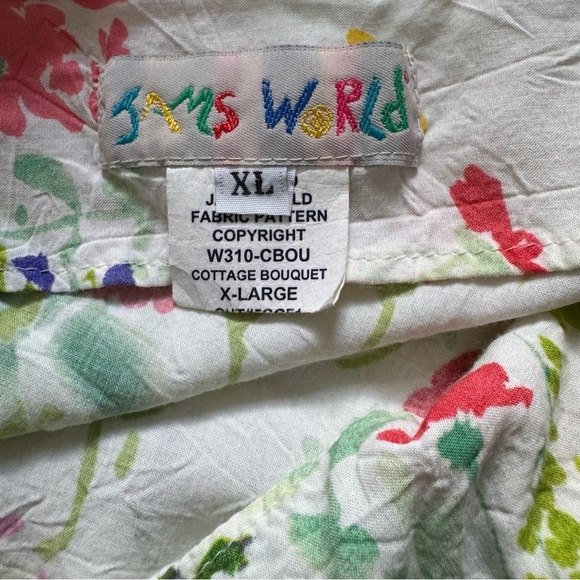 JAMS WORLD
XL
FABRIC PATTERN
COPYRIGHT
W310-CBOU
COTTAGE BOUQUET
X-LARGE